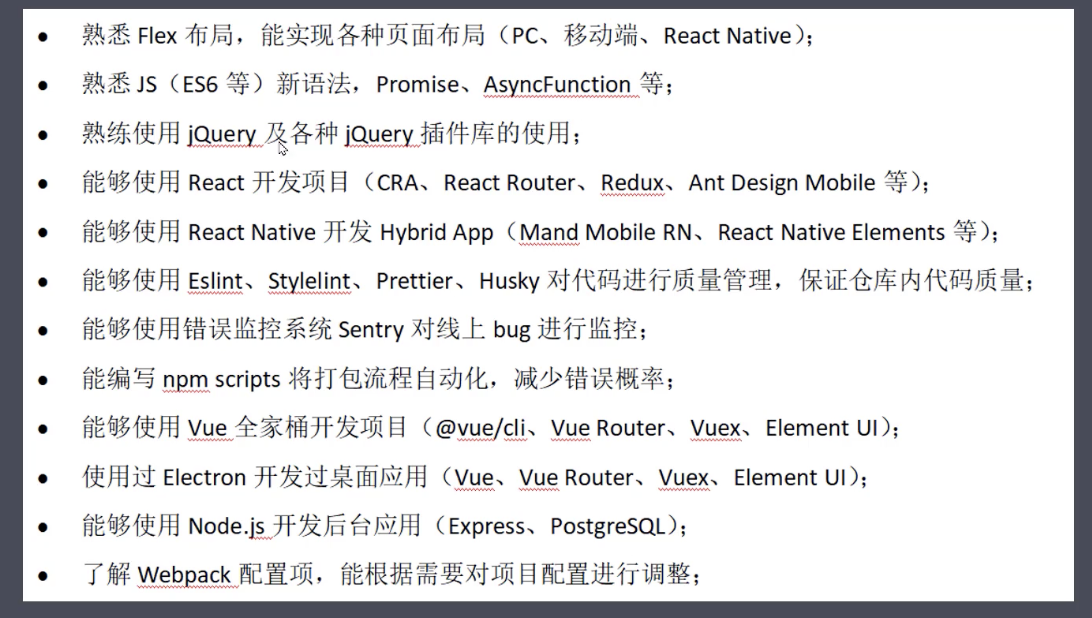 • 熟悉 Flex 布局，能实现各种页面布局（PC、移动端、React Native）；
• 熟悉 JS（ES6 等）新语法，Promise、AsyncFunction 等；
• 熟练使用 jQuery 及各种 jQuery 插件库的使用；
• 能够使用 React 开发项目（CRA、React Router、Redux、Ant Design Mobile 等）；
• 能够使用 React Native 开发 Hybrid App（Mand Mobile RN、React Native Elements 等）；
• 能够使用 Eslint、Stylelint、Prettier、Husky 对代码进行质量管理，保证仓库内代码质量；
• 能够使用错误监控系统 Sentry 对线上 bug 进行监控；
• 能编写 npm scripts 将打包流程自动化，减少错误概率；
• 能够使用 Vue 全家桶开发项目（@vue/cli、Vue Router、Vuex、Element UI）；
• 使用过 Electron 开发过桌面应用（Vue、Vue Router、Vuex、Element UI）；
• 能够使用 Node.js 开发后台应用（Express、PostgreSQL）；
• 了解 Webpack 配置项，能根据需要对项目配置进行调整；